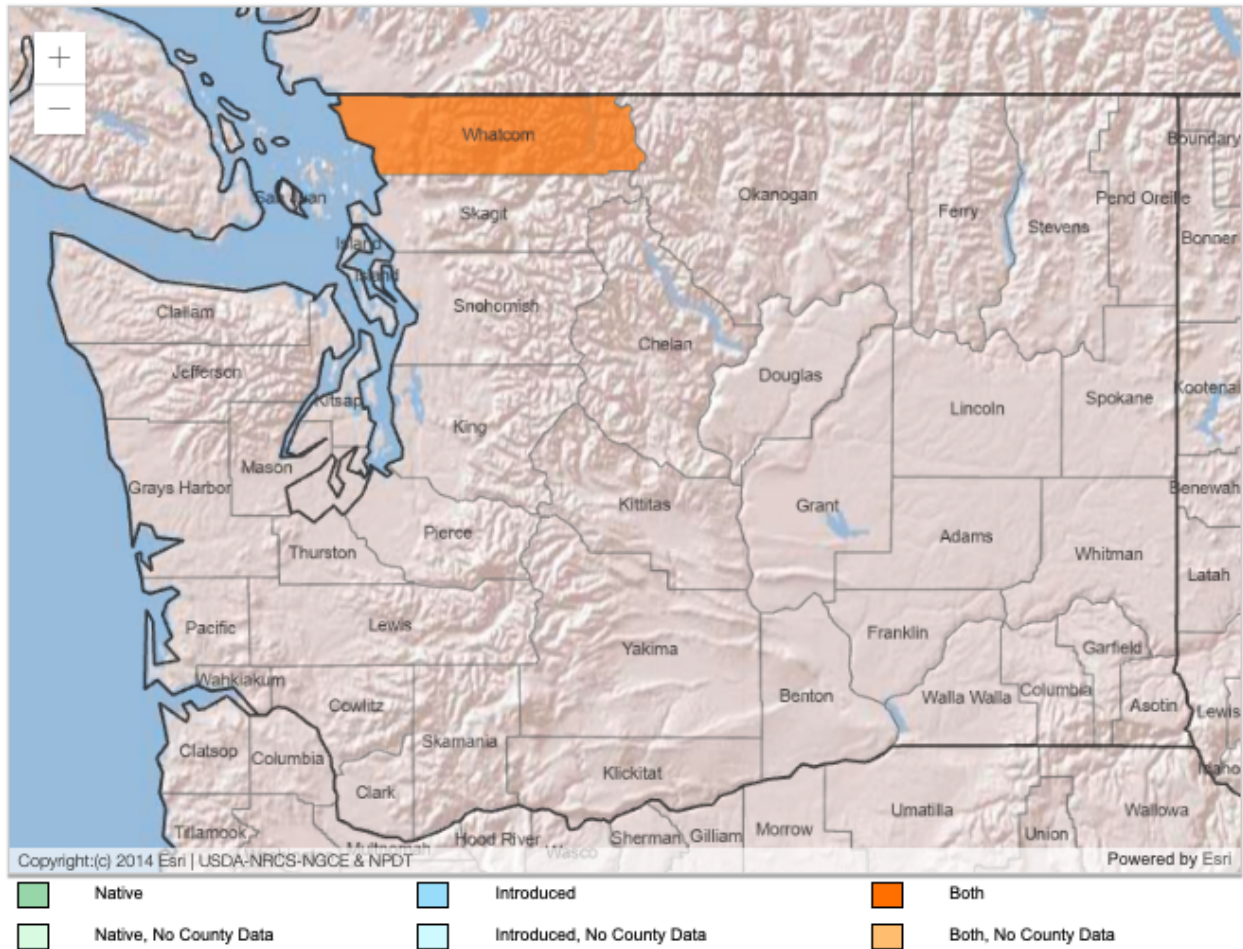 +
Whatcom
−
Boundary
Okanogan
Pend Oreille
San Juan
Skagit
Ferry
Stevens
Island
Bonner
Island
Snohomish
Clallam
Chelan
Jefferson
Douglas
Kootenai
Kitsap
Lincoln
Spokane
King
Mason
Grays Harbor
Kittitas
Grant
Benewah
Pierce
Adams
Thurston
Whitman
Latah
Pacific
Lewis
Franklin
Yakima
Garfield
Wahkiakum
Columbia
Benton
Walla Walla
Cowlitz
Asotin
Lewis
Skamania
Clatsop
Columbia
Klickitat
Idaho
Clark
Umatilla
Wallowa
Tillamook
Hood River
Sherman
Gilliam
Morrow
Union
Multnomah
Wasco
Copyright:(c) 2014 Esri | USDA-NRCS-NGCE & NPDT
Powered by Esri
Native
Introduced
Both
Native, No County Data
Introduced, No County Data
Both, No County Data